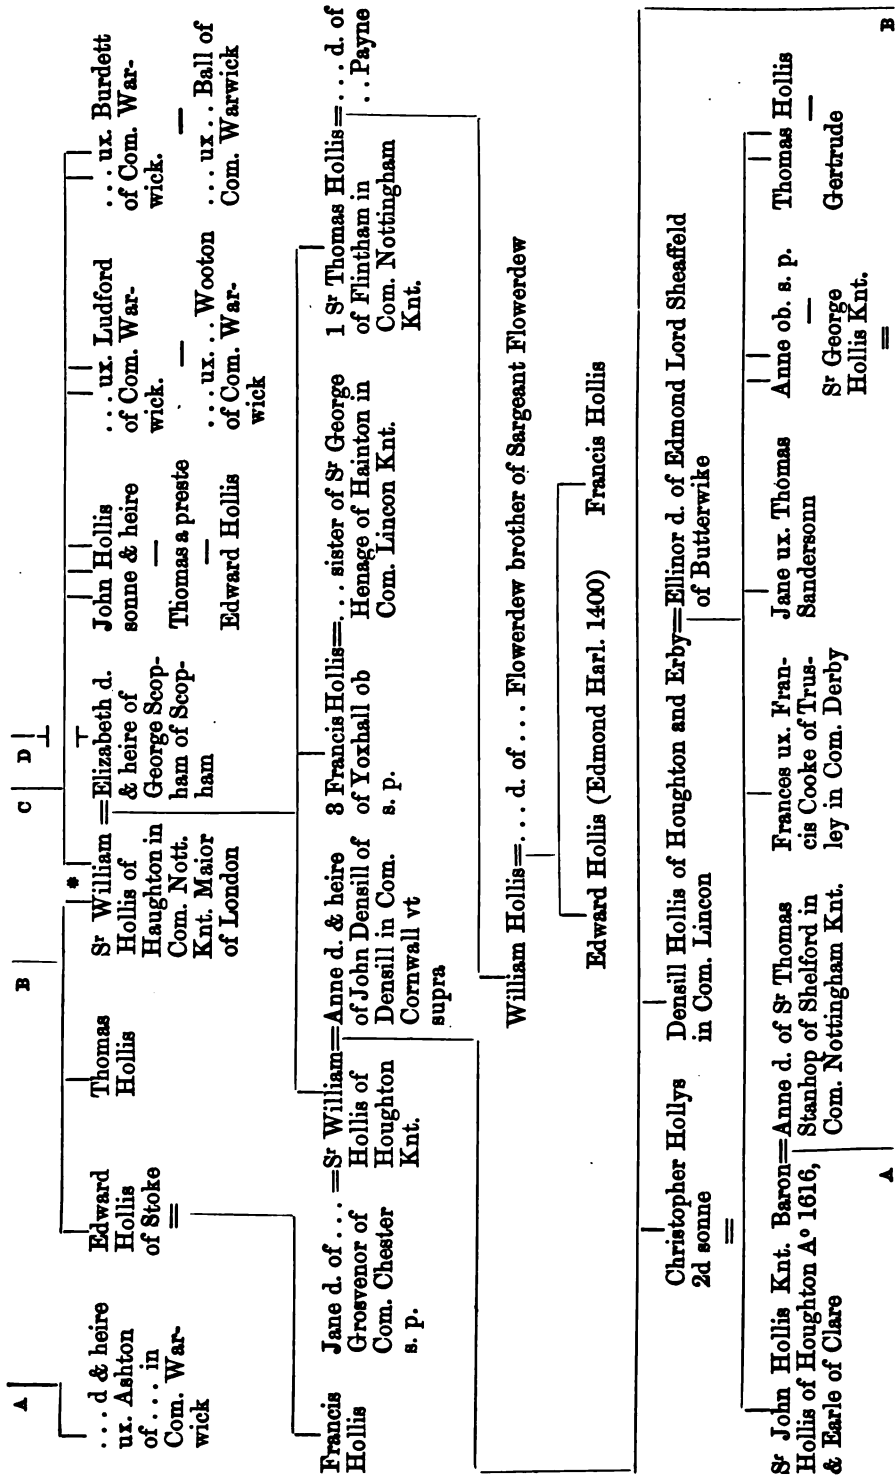 A
B
C
D
... d & heire
ux. Ashton
of ... in
Com. War-
wick
Edward
Hollis
of Stoke
=
Thomas
Hollis
*
Sr William =Elizabeth d.
Hollis of & heire of
Haughton in George Scop-
Com. Nott. ham of Scop-
Knt. Maior ham
of London
John Hollis
sonne & heire
—
Thomas a preste
—
Edward Hollis
... ux. Ludford
of Com. War-
wick.
—
... ux... Wooton
of Com. War-
wick
... ux. Burdett
of Com. War-
wick.
—
... ux... Ball of
Com. Warwick
Francis
Hollis
Jane d. of ... =Sr William=Anne d. & heire
Grosvenor of Hollis of of John Densill of
Com. Chester Houghton Densill in Com.
s. p. Knt. Cornwall vt
supra
3 Francis Hollis=... sister of Sr George
of Yoxhall ob Henage of Hainton in
s. p. Com. Lincon Knt.
1 Sr Thomas Hollis=.... d. of
of Flintham in ..Payne
Com. Nottingham
Knt.
William Hollis=... d. of ... Flowerdew brother of Sargeant Flowerdew
Edward Hollis (Edmond Harl. 1400) Francis Hollis
Christopher Hollys
2d sonne
=
Densill Hollis of Houghton and Erby=Ellinor d. of Edmond Lord Sheaffeld
in Com. Lincon of Butterwike
Sr John Hollis Knt. Baron=Anne d. of Sr Thomas
Hollis of Houghton Ao 1616, Stanhop of Shelford in
& Earle of Clare Com. Nottingham Knt.
Frances ux. Fran-
cis Cooke of Trus-
ley in Com. Derby
Jane ux. Thomas
Sandersonn
Anne ob. s. p.
—
Sr George
Hollis Knt.
=
Thomas Hollis
—
Gertrude
A
B